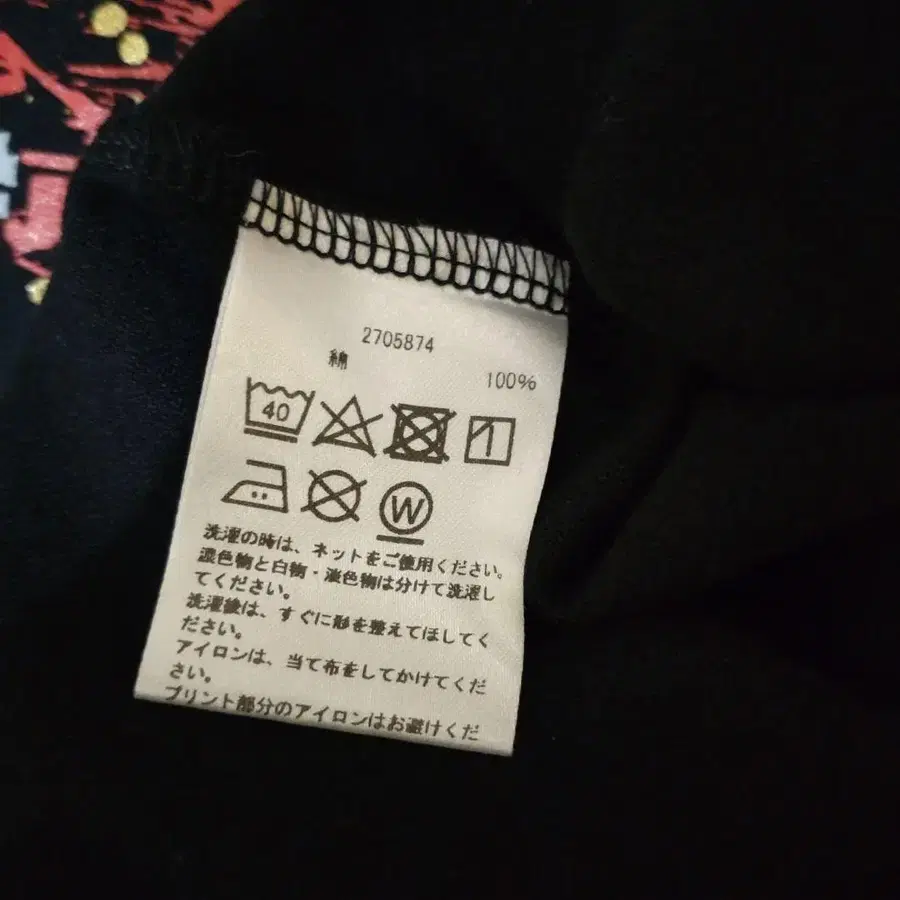 2705874
綿 100%
40
W
洗濯の時は、ネットをご使用ください。
濃色物と白物・淡色物は分けて洗濯し
てください。
洗濯後は、すぐに形を整えてほしてく
ださい。
アイロンは、当て布をしてかけてくだ
さい。
プリント部分のアイロンはお避けくだ